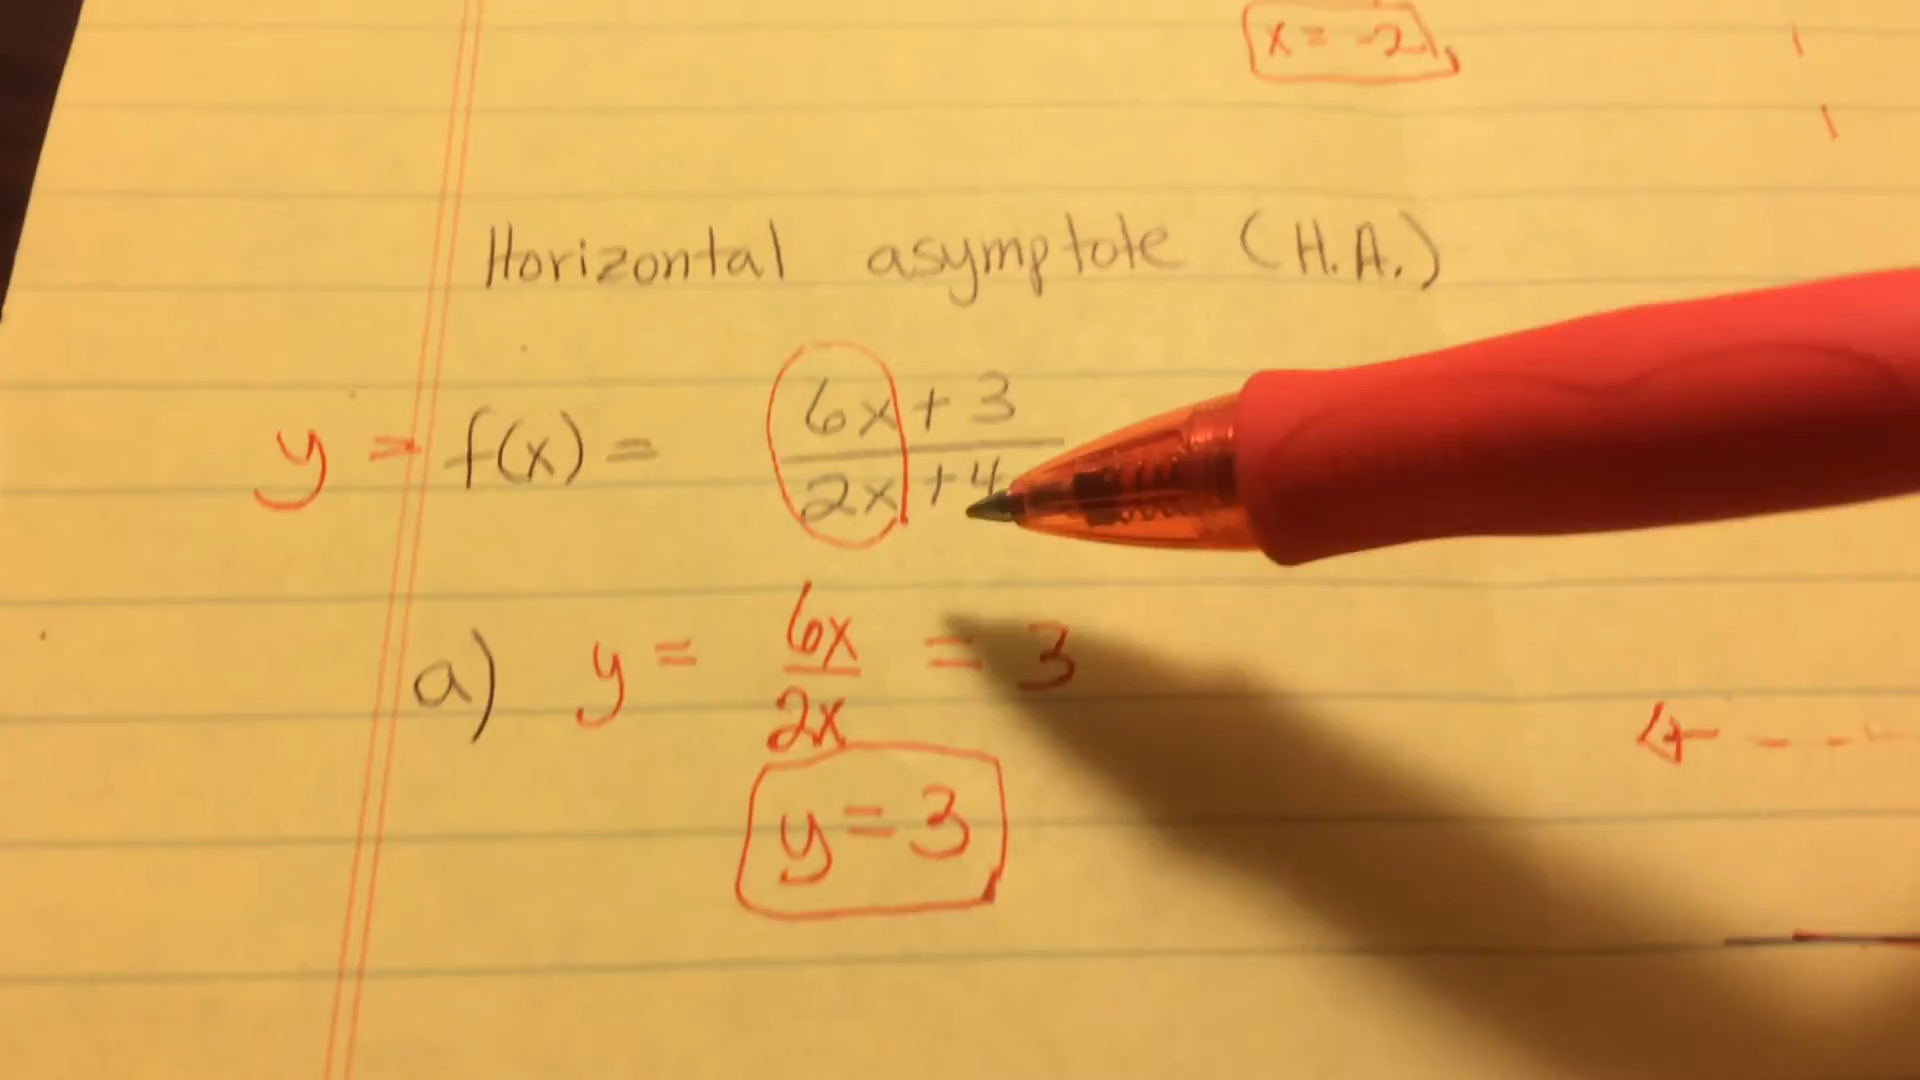 x = -2
Horizontal asymptote (H.A.)
y = f(x) = 6x + 3
2x + 4
a) y = 6x = 3
2x
y = 3